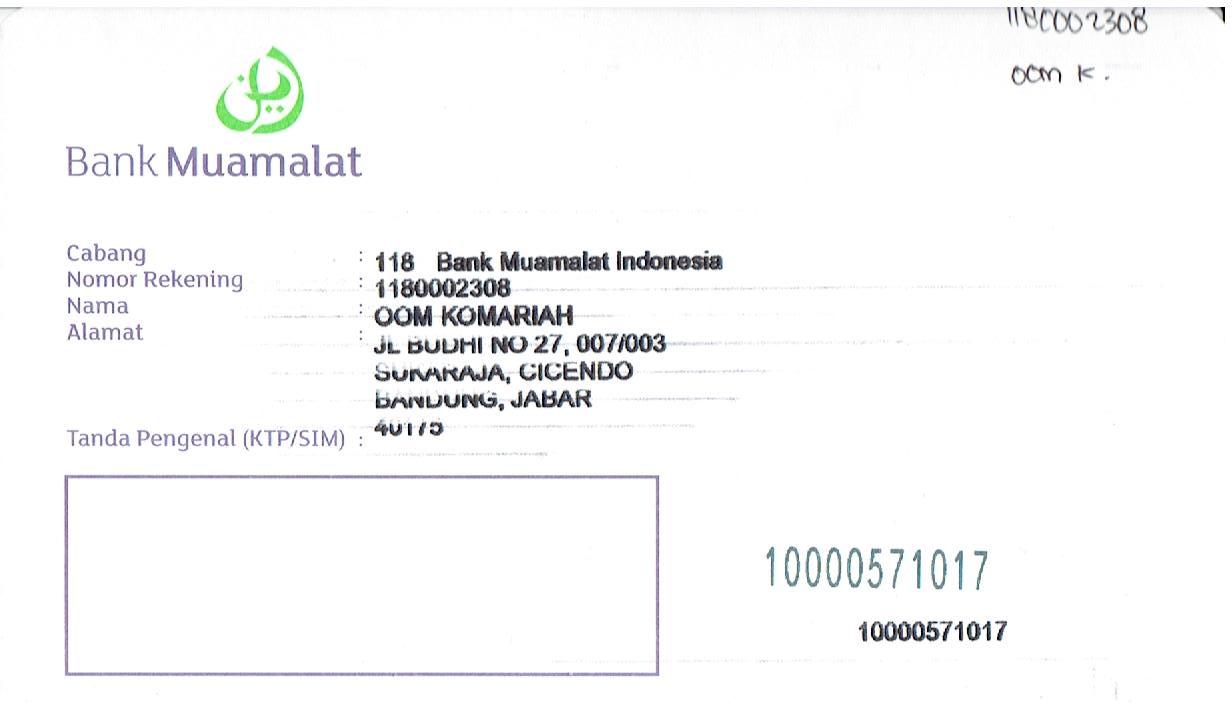 1180002308
OOM K.
Bank Muamalat
Cabang : 118 Bank Muamalat Indonesia
Nomor Rekening : 1180002308
Nama : OOM KOMARIAH
Alamat : JL BUDHI NO 27, 007/003
SUKARAJA, CICENDO
BANDUNG, JABAR
40175
Tanda Pengenal (KTP/SIM) :
10000571017
10000571017